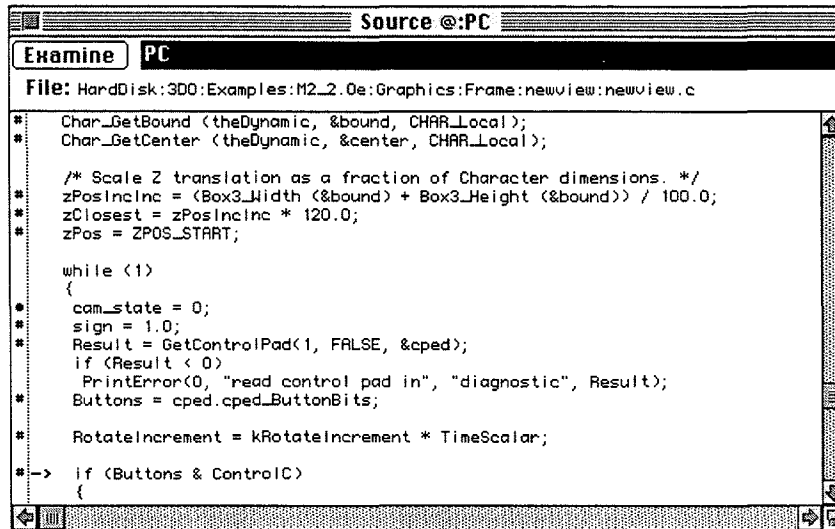 Source @:PC
Examine PC
File: HardDisk:3DO:Examples:M2_2.0e:Graphics:Frame:newview:newview.c
# Char_GetBound (theDynamic, &bound, CHAR_Local);
# Char_GetCenter (theDynamic, &center, CHAR_Local);
/* Scale Z translation as a fraction of Character dimensions. */
# zPosIncInc = (Box3_Width (&bound) + Box3_Height (&bound)) / 100.0;
# zClosest = zPosIncInc * 120.0;
# zPos = ZPOS_START;
while (1)
{
• cam_state = 0;
# sign = 1.0;
# Result = GetControlPad(1, FALSE, &cped);
if (Result < 0)
PrintError(0, "read control pad in", "diagnostic", Result);
# Buttons = cped.cped_ButtonBits;
# RotateIncrement = kRotateIncrement * TimeScalar;
# -> if (Buttons & ControlC)
{